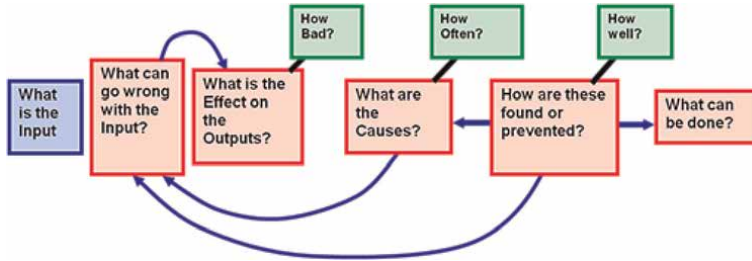 How
Bad?
How
Often?
How
well?
What
is the
Input
What can
go wrong
with the
Input?
What is the
Effect on
the
Outputs?
What are
the
Causes?
How are these
found or
prevented?
What can
be done?